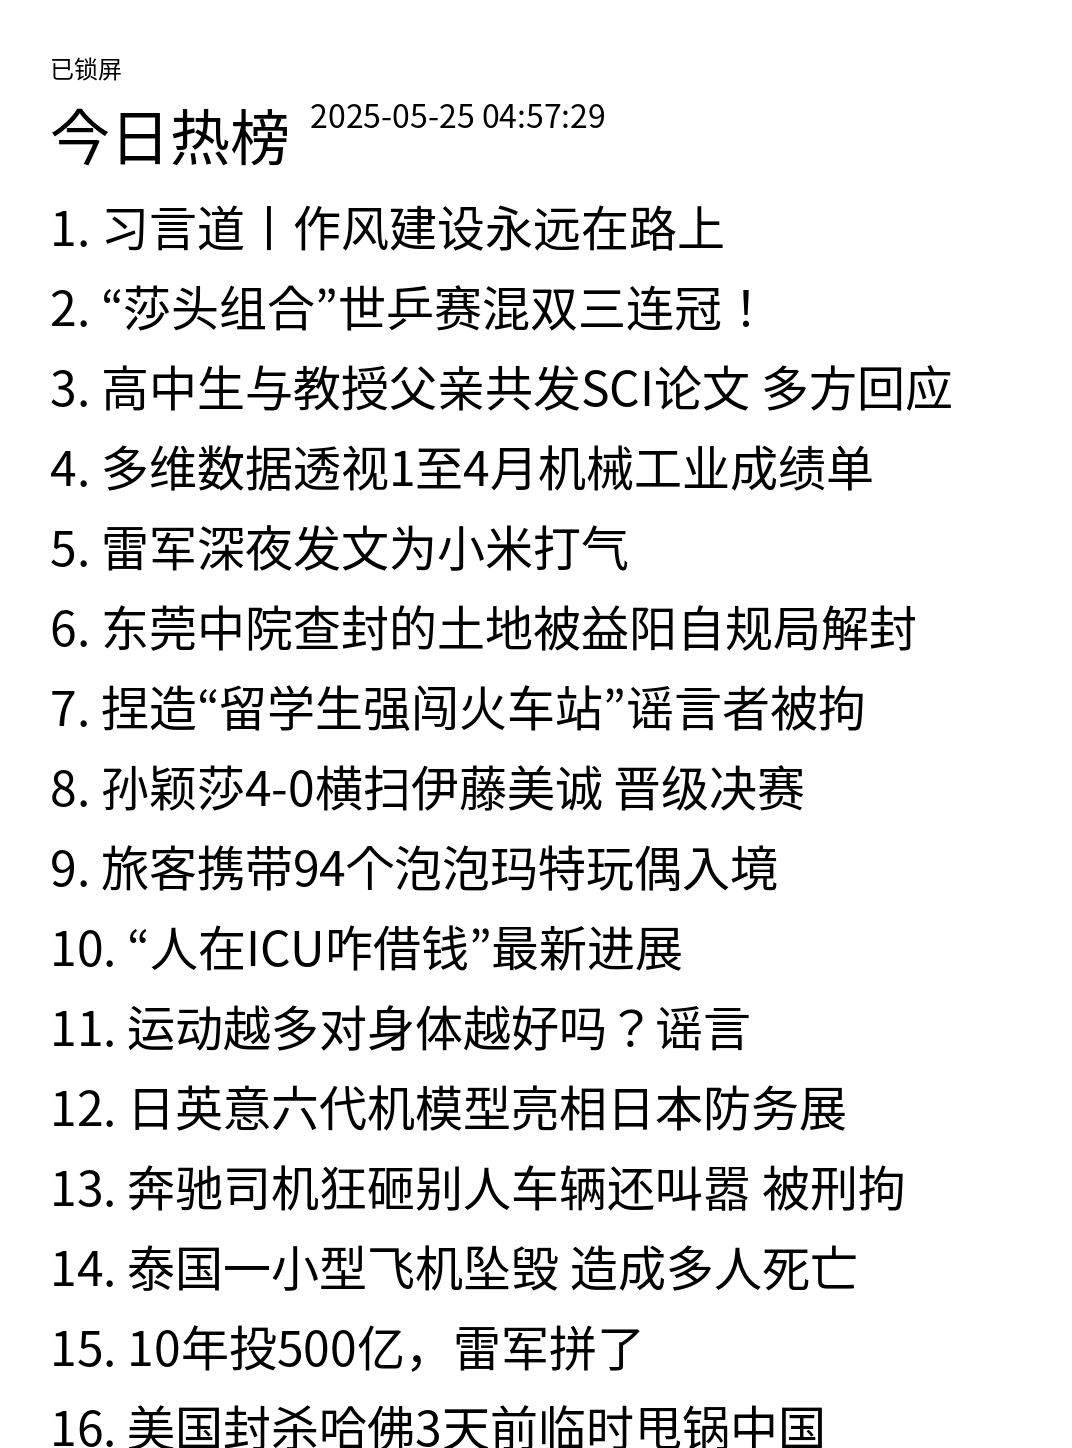 已锁屏
今日热榜 2025-05-25 04:57:29
1. 习言道丨作风建设永远在路上
2. “莎头组合”世乒赛混双三连冠！
3. 高中生与教授父亲共发SCI论文 多方回应
4. 多维数据透视1至4月机械工业成绩单
5. 雷军深夜发文为小米打气
6. 东莞中院查封的土地被益阳自规局解封
7. 捏造“留学生强闯火车站”谣言者被拘
8. 孙颖莎4-0横扫伊藤美诚 晋级决赛
9. 旅客携带94个泡泡玛特玩偶入境
10. “人在ICU咋借钱”最新进展
11. 运动越多对身体越好吗？谣言
12. 日英意六代机模型亮相日本防务展
13. 奔驰司机狂砸别人车辆还叫嚣 被刑拘
14. 泰国一小型飞机坠毁 造成多人死亡
15. 10年投500亿，雷军拼了
16. 美国封杀哈佛3天前临时甩锅中国